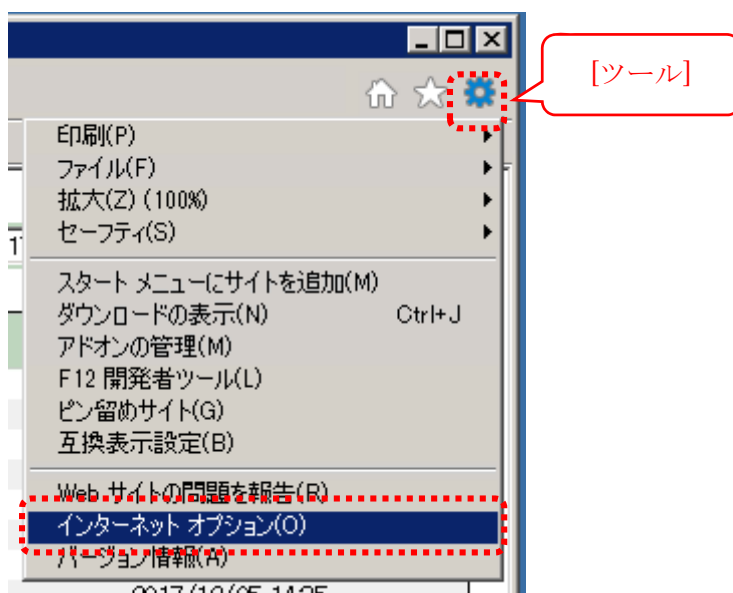 [ツール]
印刷(P)
ファイル(F)
拡大(Z) (100%)
セーフティ(S)
スタート メニューにサイトを追加(M)
ダウンロードの表示(N) Ctrl+J
アドオンの管理(M)
F12 開発者ツール(L)
ピン留めサイト(G)
互換表示設定(B)
Web サイトの問題を報告(R)
インターネット オプション(O)
バージョン情報(A)
2017/12/05 14:25